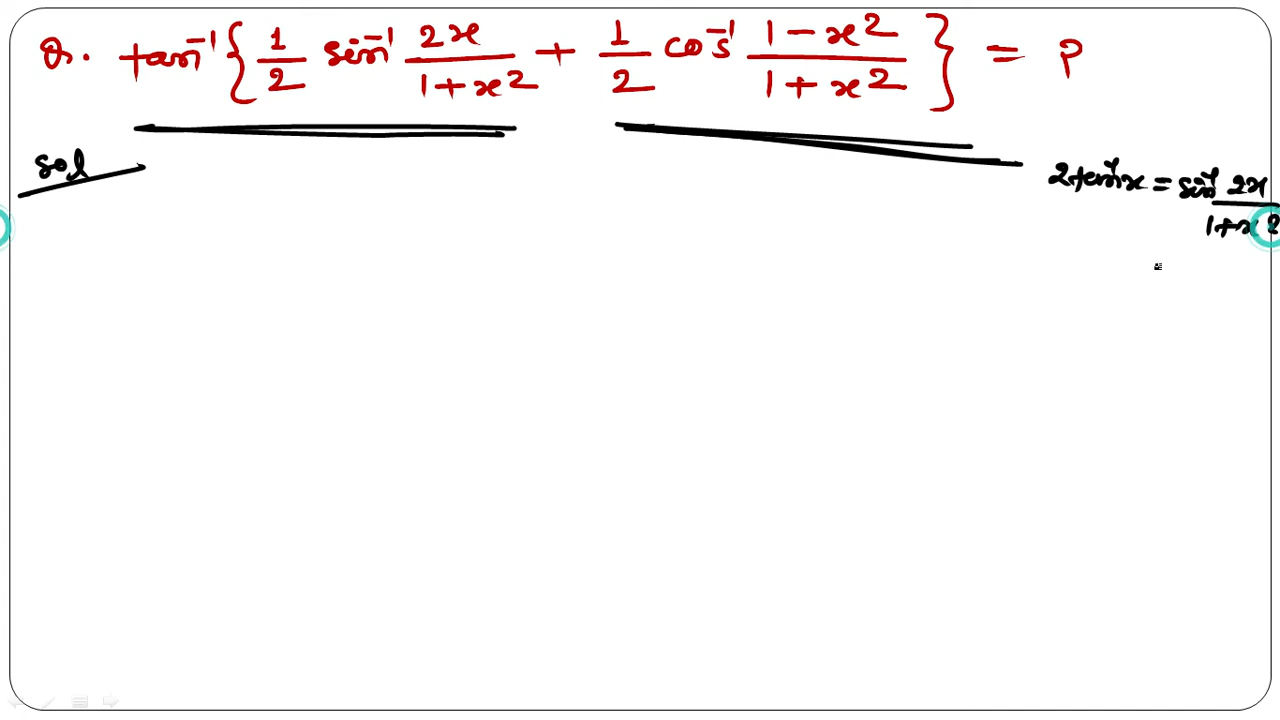 Q. tan⁻¹{ 1/2 sin⁻¹ 2x/1+x² + 1/2 cos⁻¹ 1-x²/1+x² } = ?
sol
2tan⁻¹x = sin⁻¹ 2x/1+x²